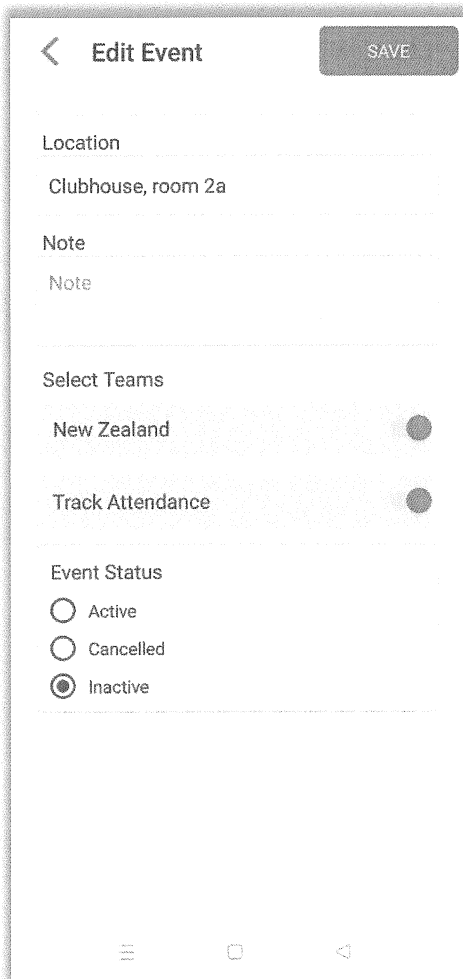 Edit Event
SAVE
Location
Clubhouse, room 2a
Note
Note
Select Teams
New Zealand
Track Attendance
Event Status
Active
Cancelled
Inactive